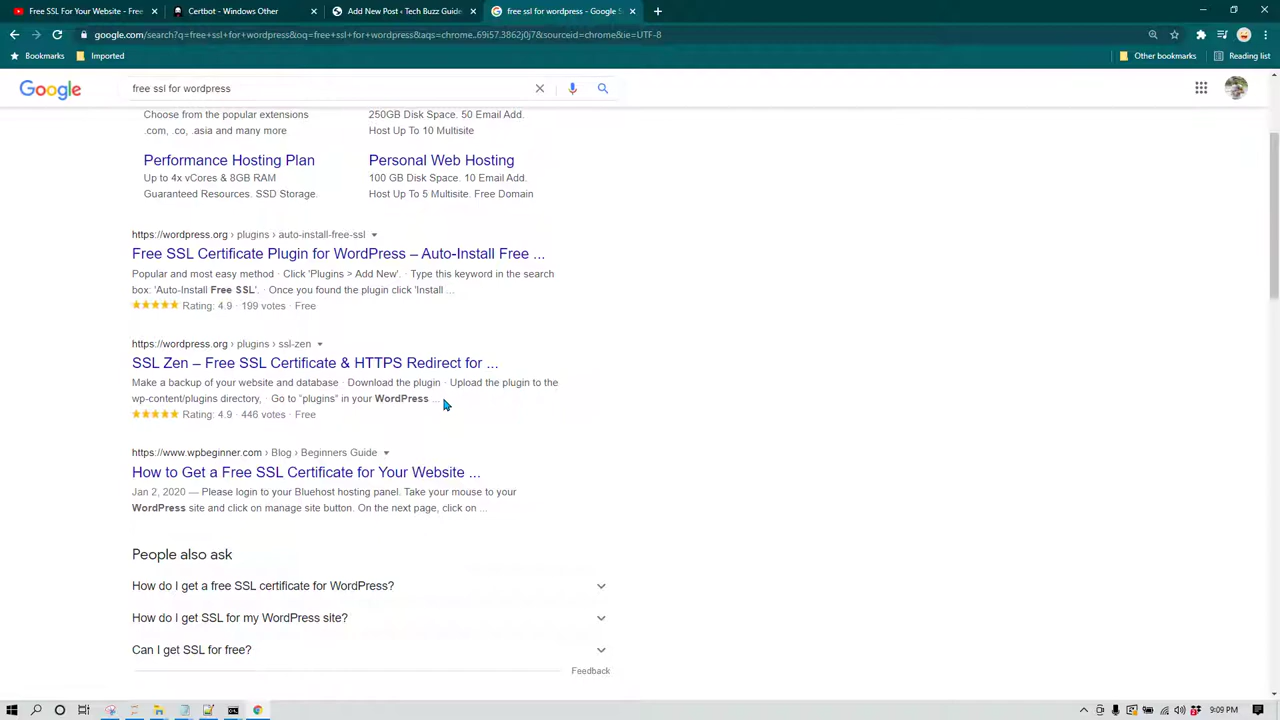 Free SSL For Your Website - Free
Certbot - Windows Other
Add New Post ‹ Tech Buzz Guide
free ssl for wordpress - Google S
google.com/search?q=free+ssl+for+wordpress&oq=free+ssl+for+wordpress&aqs=chrome..69i57.3862j0j7&sourceid=chrome&ie=UTF-8
Bookmarks
Imported
Other bookmarks
Reading list
Google
free ssl for wordpress
Choose from the popular extensions
.com, .co, .asia and many more
250GB Disk Space. 50 Email Add.
Host Up To 10 Multisite
Performance Hosting Plan
Up to 4x vCores & 8GB RAM
Guaranteed Resources. SSD Storage.
Personal Web Hosting
100 GB Disk Space. 10 Email Add.
Host Up To 5 Multisite. Free Domain
https://wordpress.org › plugins › auto-install-free-ssl
Free SSL Certificate Plugin for WordPress – Auto-Install Free ...
Popular and most easy method · Click 'Plugins > Add New'. · Type this keyword in the search
box: 'Auto-Install Free SSL'. · Once you found the plugin click 'Install ...
Rating: 4.9 · 199 votes · Free
https://wordpress.org › plugins › ssl-zen
SSL Zen – Free SSL Certificate & HTTPS Redirect for ...
Make a backup of your website and database · Download the plugin · Upload the plugin to the
wp-content/plugins directory, · Go to "plugins" in your WordPress ...
Rating: 4.9 · 446 votes · Free
https://www.wpbeginner.com › Blog › Beginners Guide
How to Get a Free SSL Certificate for Your Website ...
Jan 2, 2020 — Please login to your Bluehost hosting panel. Take your mouse to your
WordPress site and click on manage site button. On the next page, click on ...
People also ask
How do I get a free SSL certificate for WordPress?
How do I get SSL for my WordPress site?
Can I get SSL for free?
Feedback
9:09 PM